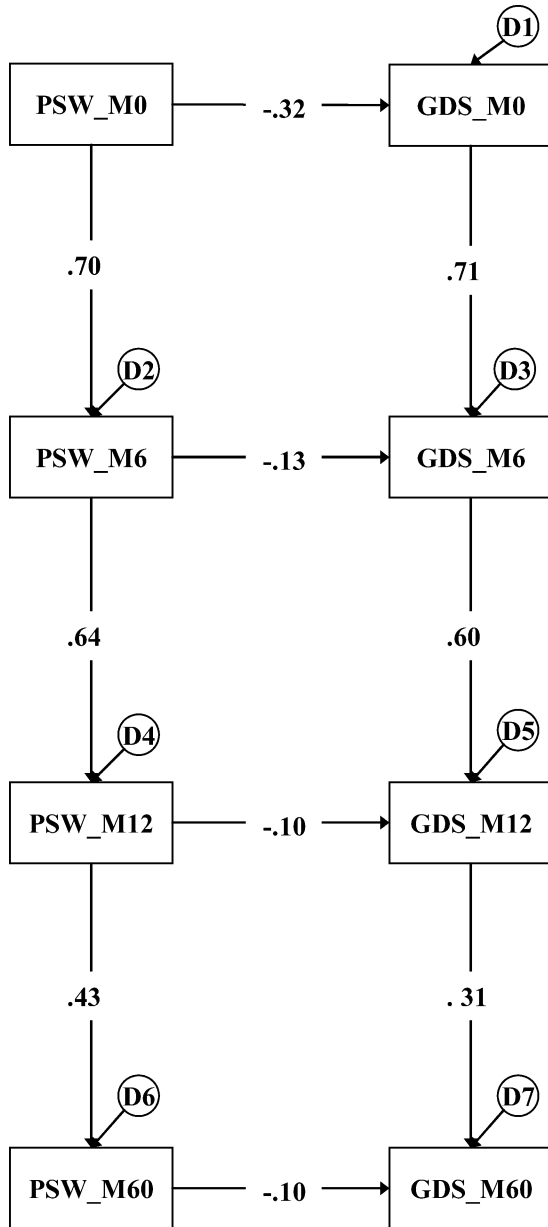 D1
PSW_M0
-.32
GDS_M0
.70
.71
D2
D3
PSW_M6
-.13
GDS_M6
.64
.60
D4
D5
PSW_M12
-.10
GDS_M12
.43
. 31
D6
D7
PSW_M60
-.10
GDS_M60